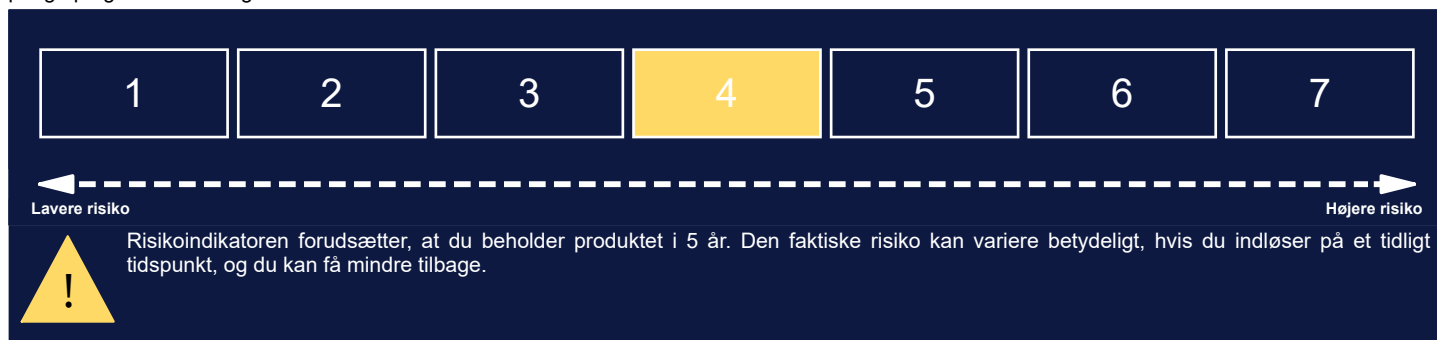 1 2 3 4 5 6 7
Lavere risiko Højere risiko
Risikoindikatoren forudsætter, at du beholder produktet i 5 år. Den faktiske risiko kan variere betydeligt, hvis du indløser på et tidligt
tidspunkt, og du kan få mindre tilbage.
!